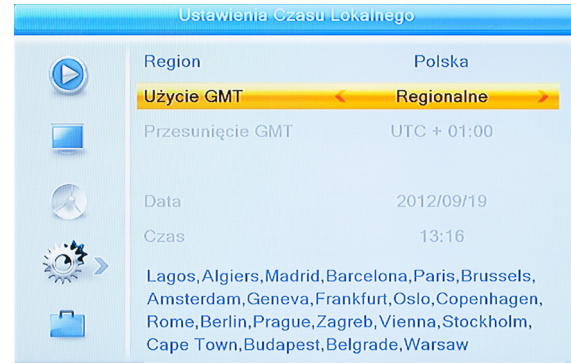 Ustawienia Czasu Lokalnego
Region Polska
Użycie GMT Regionalne
Przesunięcie GMT UTC + 01:00
Data 2012/09/19
Czas 13:16
Lagos,Algiers,Madrid,Barcelona,Paris,Brussels,
Amsterdam,Geneva,Frankfurt,Oslo,Copenhagen,
Rome,Berlin,Prague,Zagreb,Vienna,Stockholm,
Cape Town,Budapest,Belgrade,Warsaw